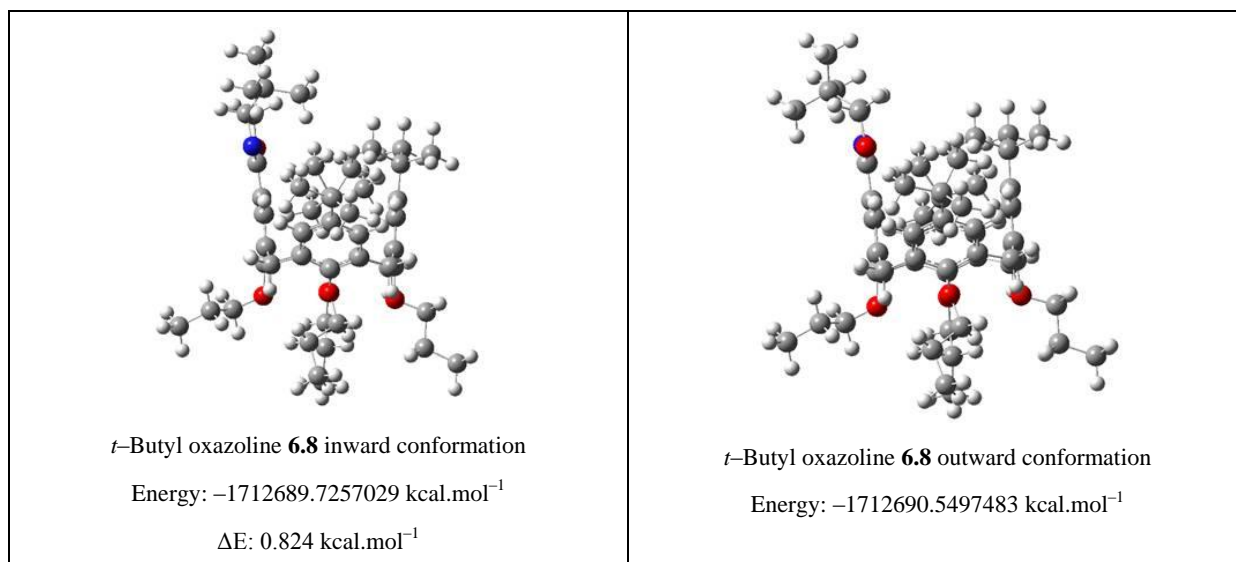 t–Butyl oxazoline 6.8 inward conformation
Energy: –1712689.7257029 kcal.mol⁻¹
ΔE: 0.824 kcal.mol⁻¹
t–Butyl oxazoline 6.8 outward conformation
Energy: –1712690.5497483 kcal.mol⁻¹